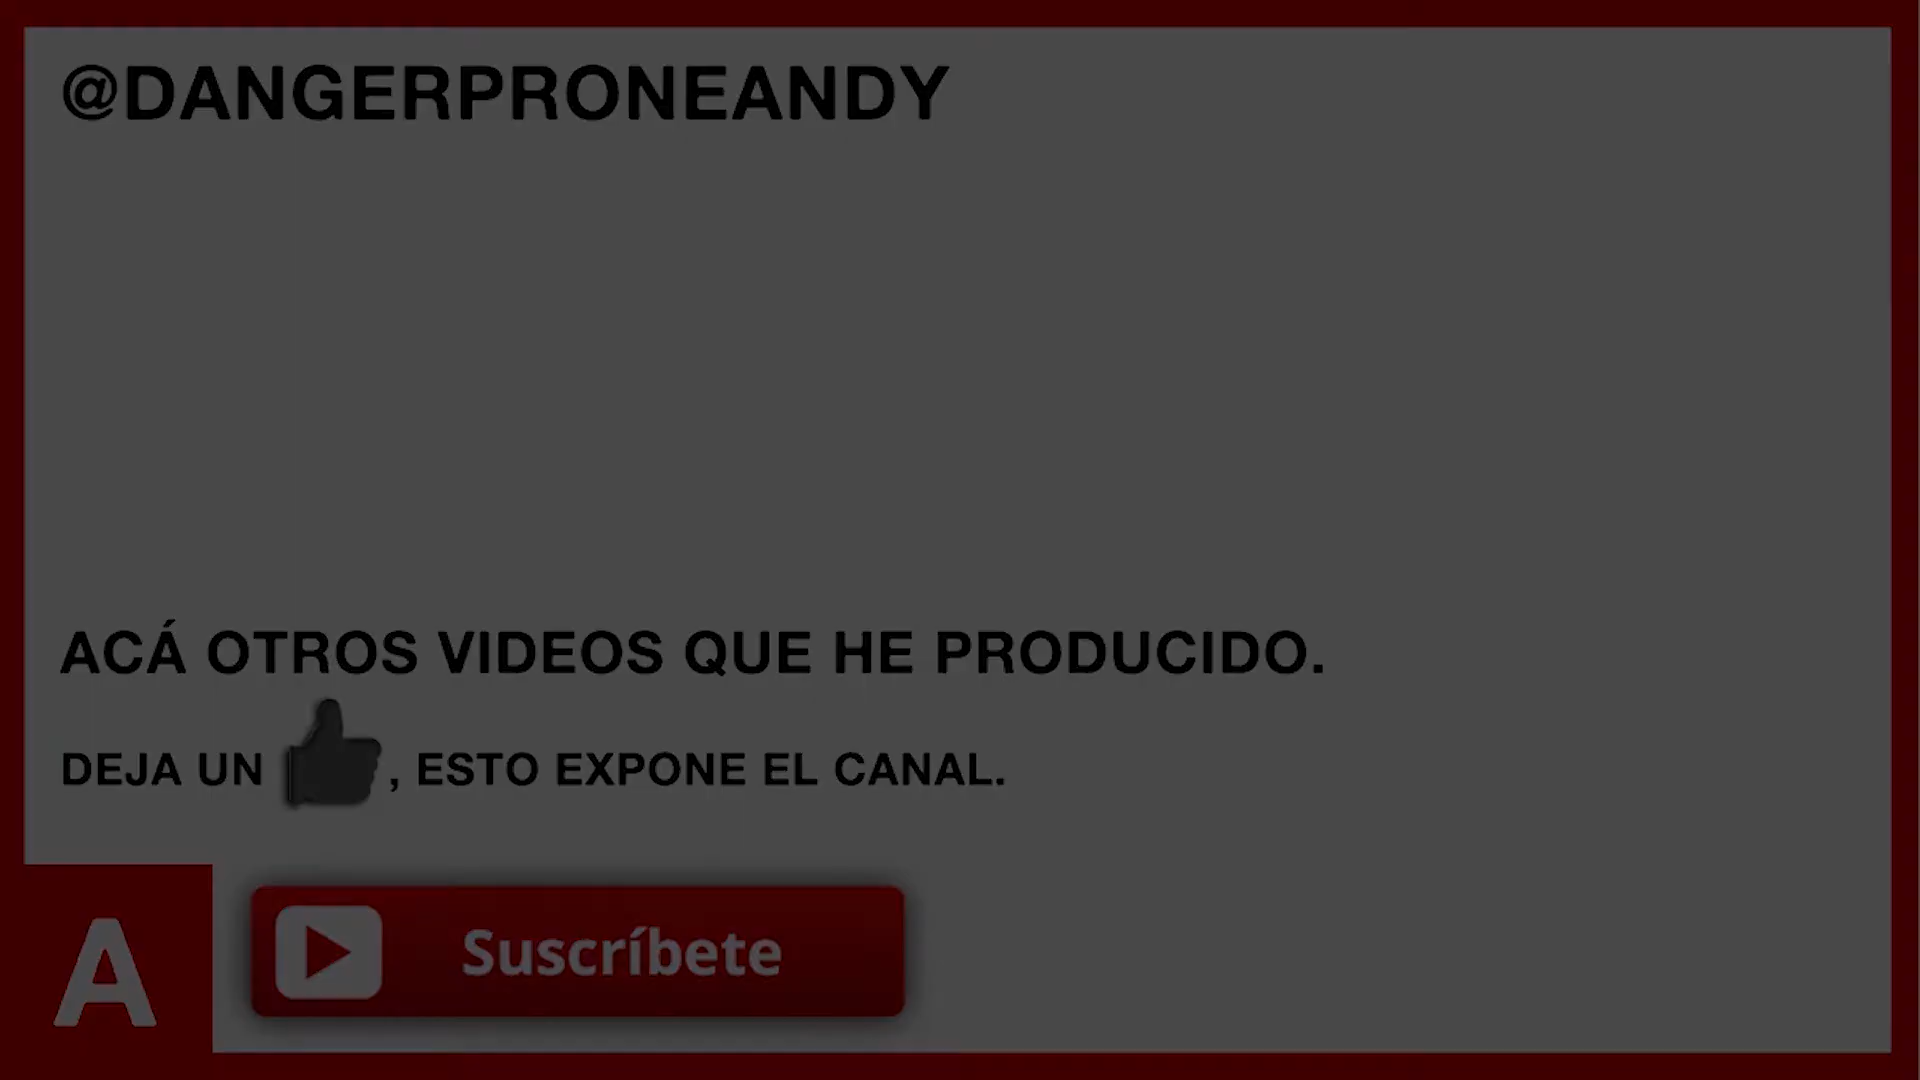 @DANGERPRONEANDY
ACÁ OTROS VIDEOS QUE HE PRODUCIDO.
DEJA UN , ESTO EXPONE EL CANAL.
A
Suscríbete